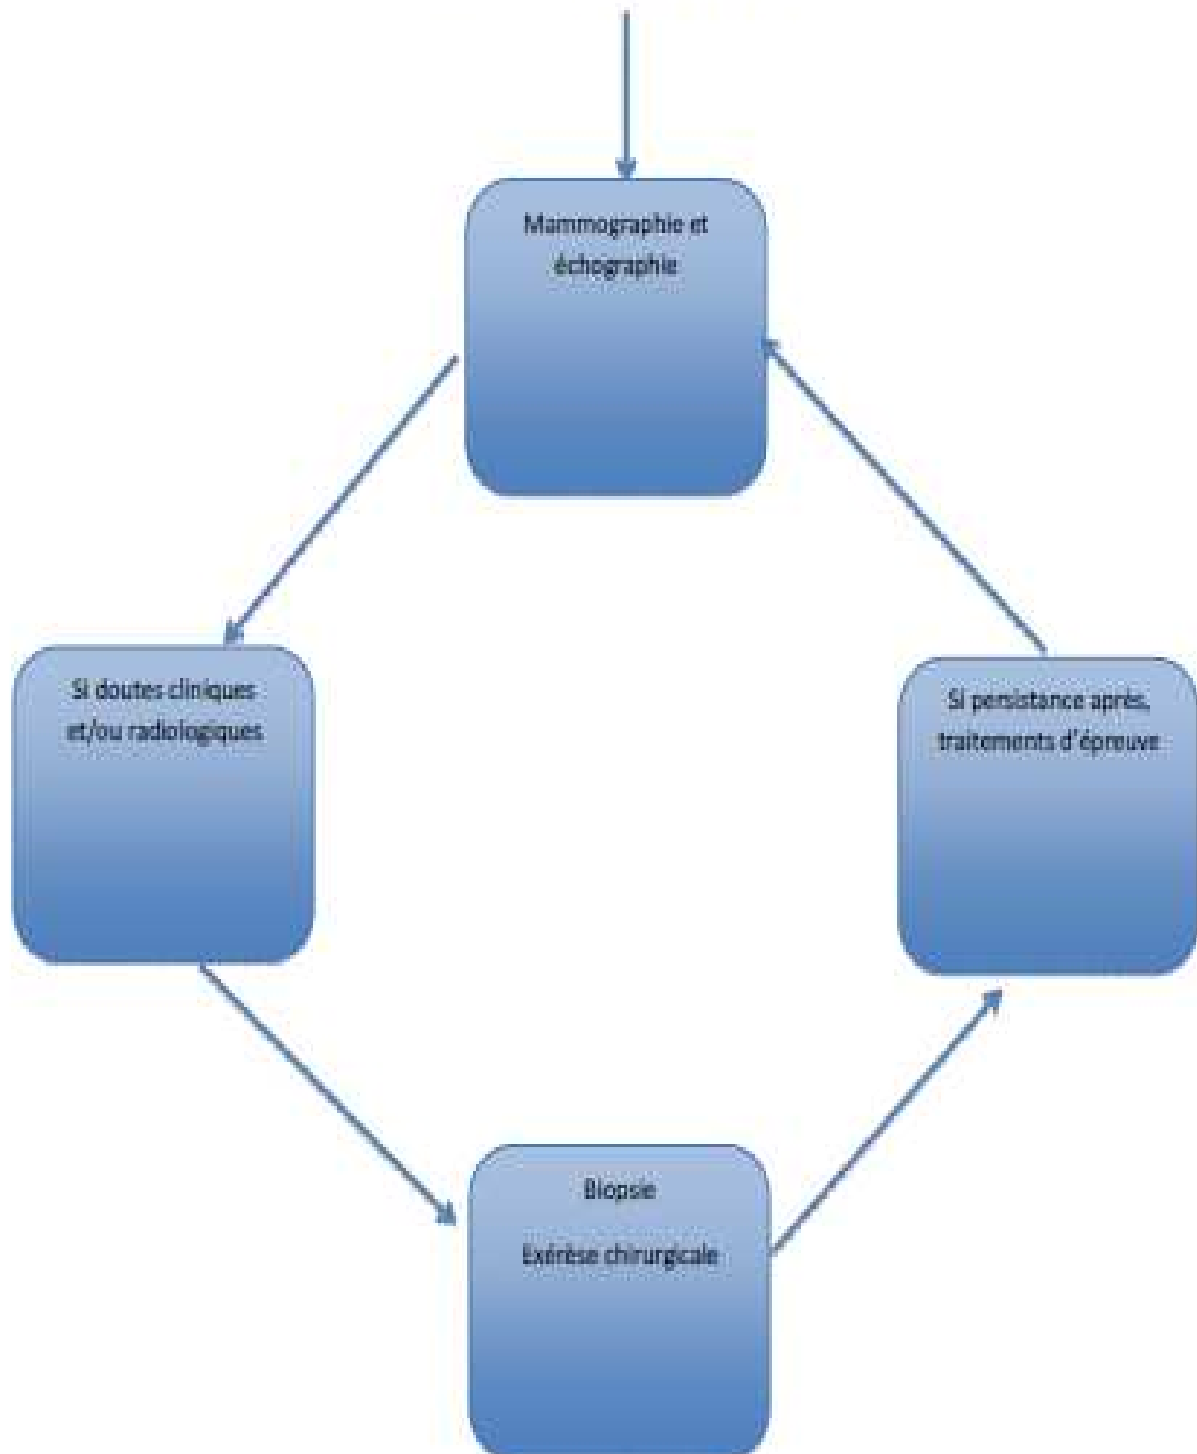 Mammographie et
échographie
Si doutes cliniques
et/ou radiologiques
Si persistance après,
traitements d'épreuve
Biopsie
Exérèse chirurgicale